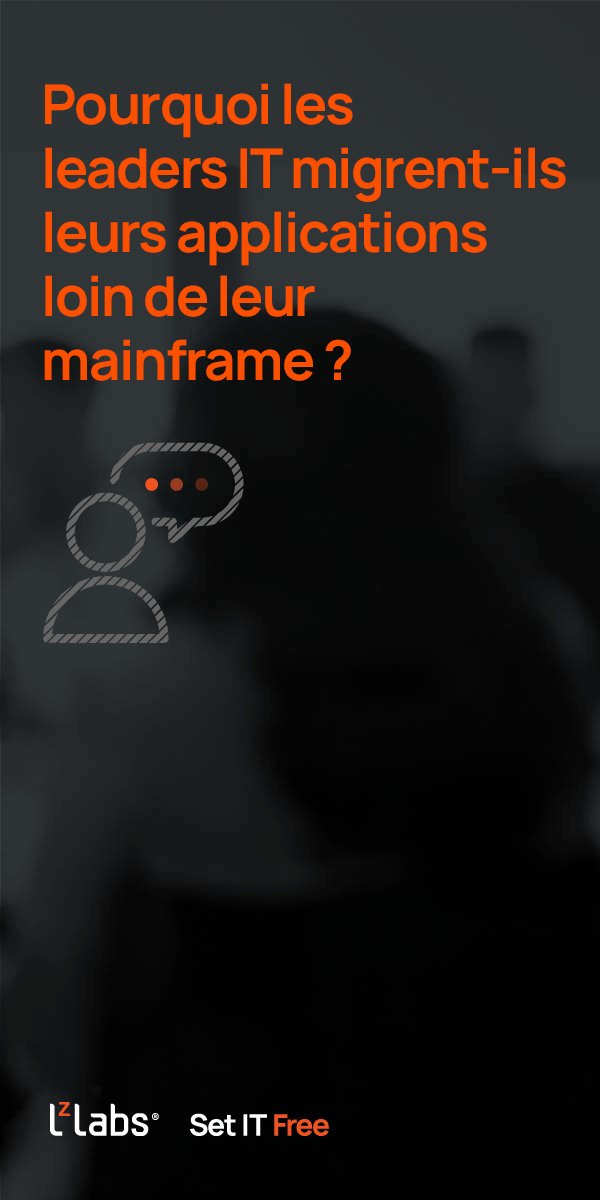 Pourquoi les
leaders IT migrent-ils
leurs applications
loin de leur
mainframe ?
LzLabs®
Set IT Free